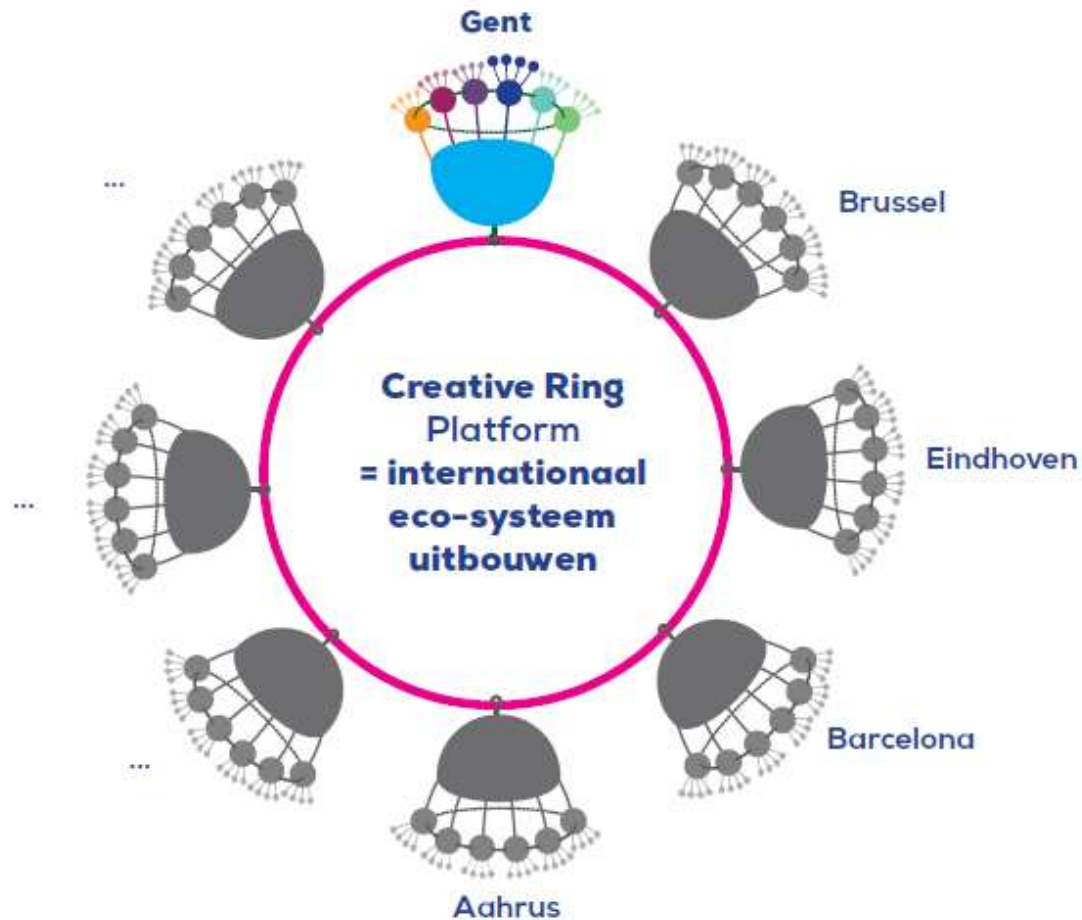 Gent
...
Brussel
Creative Ring
Platform
= internationaal
eco-systeem
uitbouwen
Eindhoven
...
Barcelona
...
Aahrus